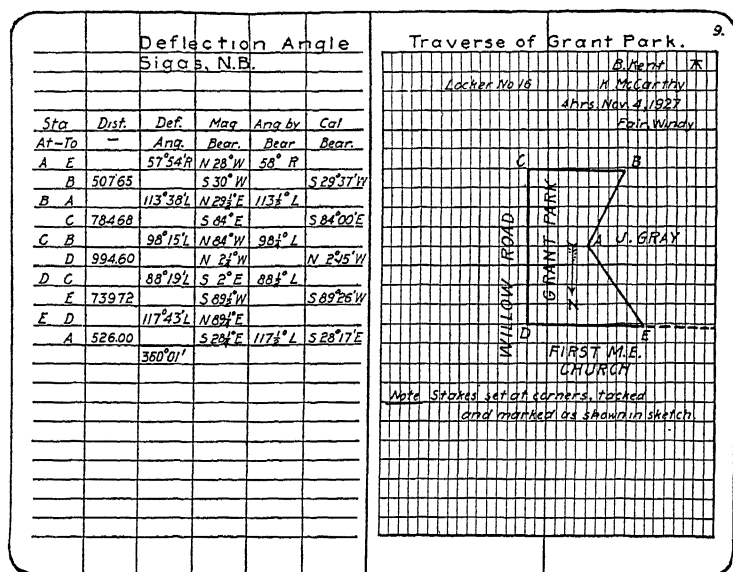 9.
Deflection Angle
Sigas, N.B.
Sta Dist. Def. Mag Ang by Cal
At-To — Ang. Bear. Bear Bear.
A E 57°54'R N 28°W 58° R
B 507.65 S 30°W S 29°37'W
B A 113°38'L N 29½°E 113½° L
C 784.68 S 84°E S 84°00'E
C B 98°15'L N 84°W 98¼° L
D 994.60 N 2¼°W N 2°15'W
D C 88°19'L S 2°E 88½° L
E 739.72 S 89½°W S 89°26'W
E D 117°43'L N 89½°E
A 526.00 S 28¼°E 117½° L S 28°17'E
360°01'
Traverse of Grant Park.
B. Kent ⊼
Locker No 16 K McCarthy
4hrs. Nov. 4, 1927
Fair, Windy
C B
WILLOW ROAD
GRANT PARK
A J. GRAY
N
D E
FIRST M.E.
CHURCH
Note Stakes set at corners, tacked
and marked as shown in sketch.